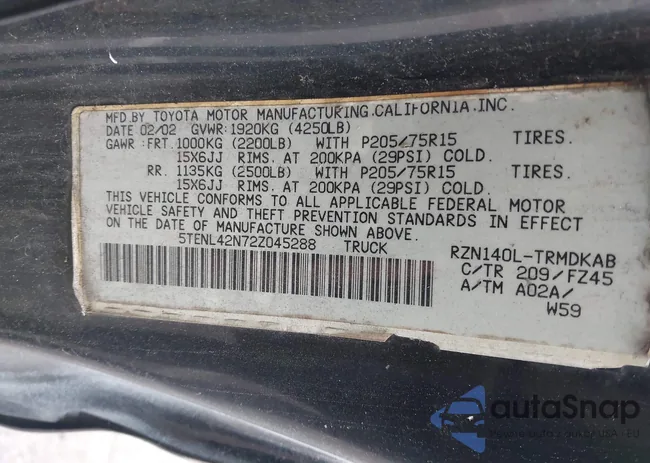 MFD.BY TOYOTA MOTOR MANUFACTURING.CALIFORNIA.INC.
DATE 02/02 GVWR:1920KG (4250LB)
GAWR:FRT.1000KG (2200LB) WITH P205/75R15 TIRES.
15X6JJ RIMS. AT 200KPA (29PSI) COLD.
RR. 1135KG (2500LB) WITH P205/75R15 TIRES.
15X6JJ RIMS. AT 200KPA (29PSI) COLD.
THIS VEHICLE CONFORMS TO ALL APPLICABLE FEDERAL MOTOR
VEHICLE SAFETY AND THEFT PREVENTION STANDARDS IN EFFECT
ON THE DATE OF MANUFACTURE SHOWN ABOVE.
5TENL42N72Z045288 TRUCK
RZN140L-TRMDKAB
C/TR 209/FZ45
A/TM A02A/
W59
autoSnap